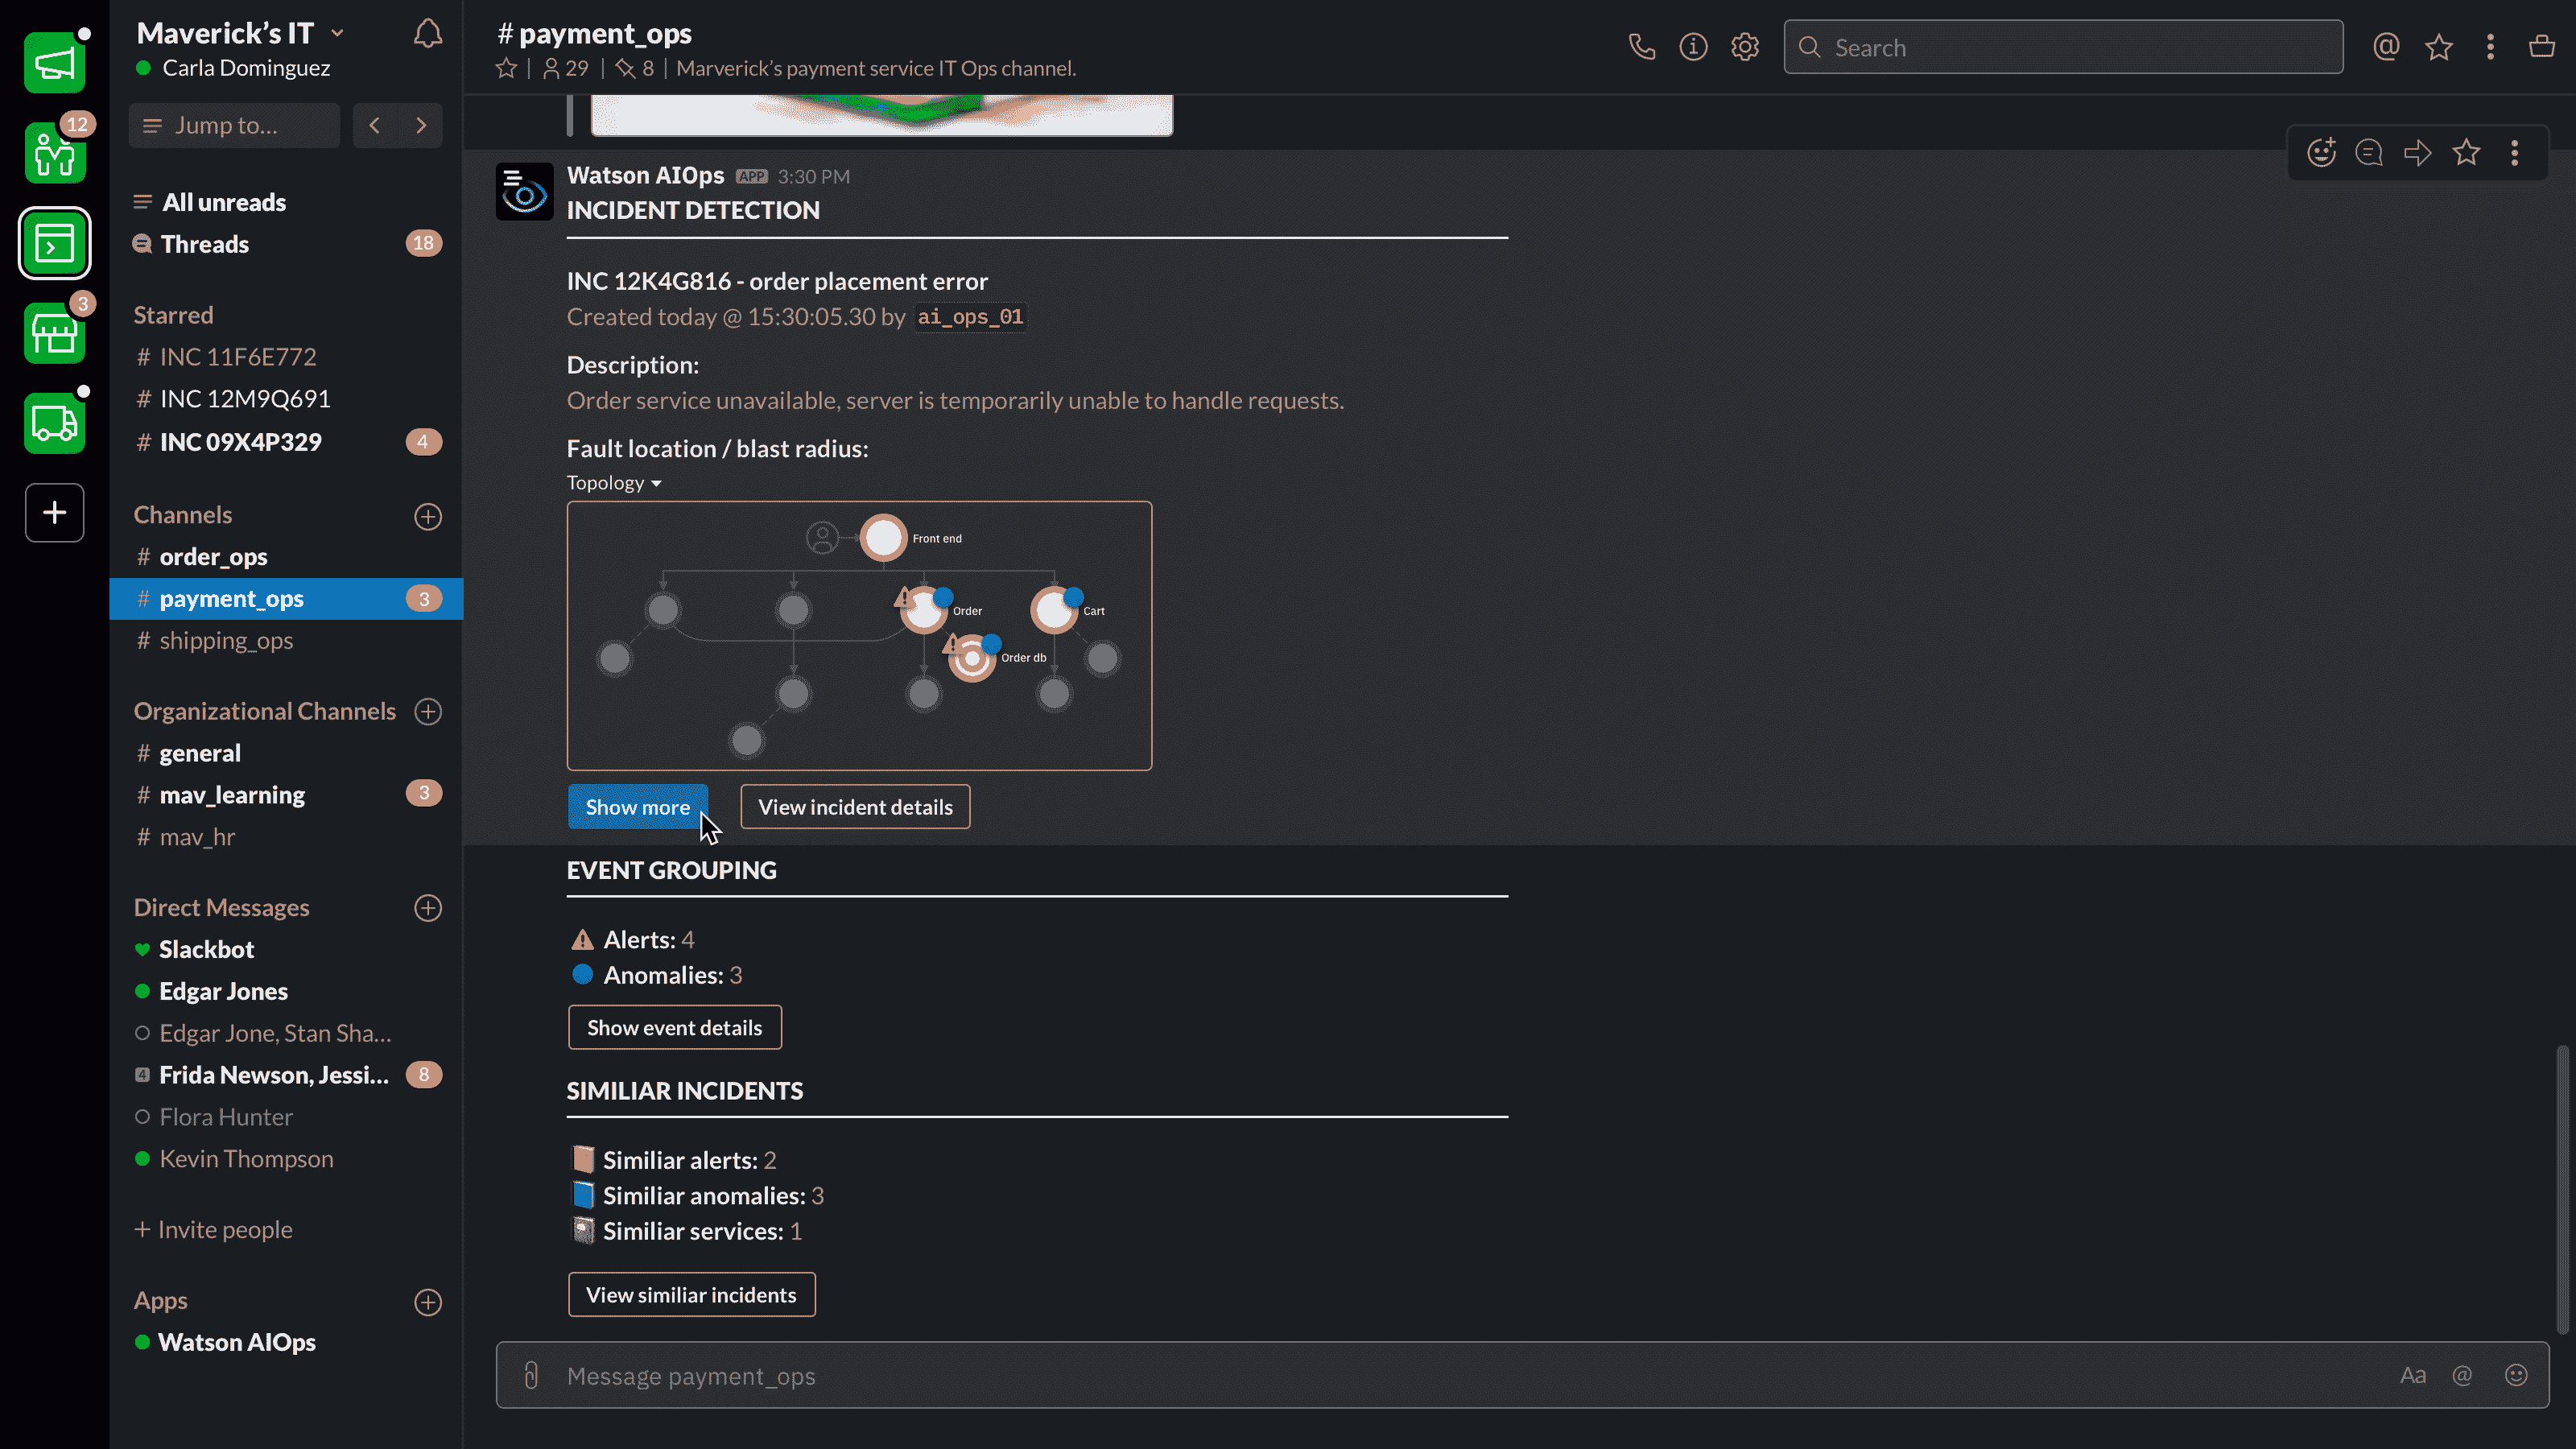 12
3
Maverick's IT
Carla Dominguez
Jump to...
All unreads
Threads 18
Starred
# INC 11F6E772
# INC 12M9Q691
# INC 09X4P329 4
Channels
# order_ops
# payment_ops 3
# shipping_ops
Organizational Channels
# general
# mav_learning 3
# mav_hr
Direct Messages
Slackbot
Edgar Jones
Edgar Jone, Stan Sha...
4 Frida Newson, Jessi... 8
Flora Hunter
Kevin Thompson
+ Invite people
Apps
Watson AIOps
# payment_ops
29 | 8 | Marverick's payment service IT Ops channel.
Search
@
Watson AIOps APP 3:30 PM
INCIDENT DETECTION
INC 12K4G816 - order placement error
Created today @ 15:30:05.30 by ai_ops_01
Description:
Order service unavailable, server is temporarily unable to handle requests.
Fault location / blast radius:
Topology
Front end
Order
Cart
Order db
Show more
View incident details
EVENT GROUPING
Alerts: 4
Anomalies: 3
Show event details
SIMILIAR INCIDENTS
Similiar alerts: 2
Similiar anomalies: 3
Similiar services: 1
View similiar incidents
Message payment_ops
Aa @